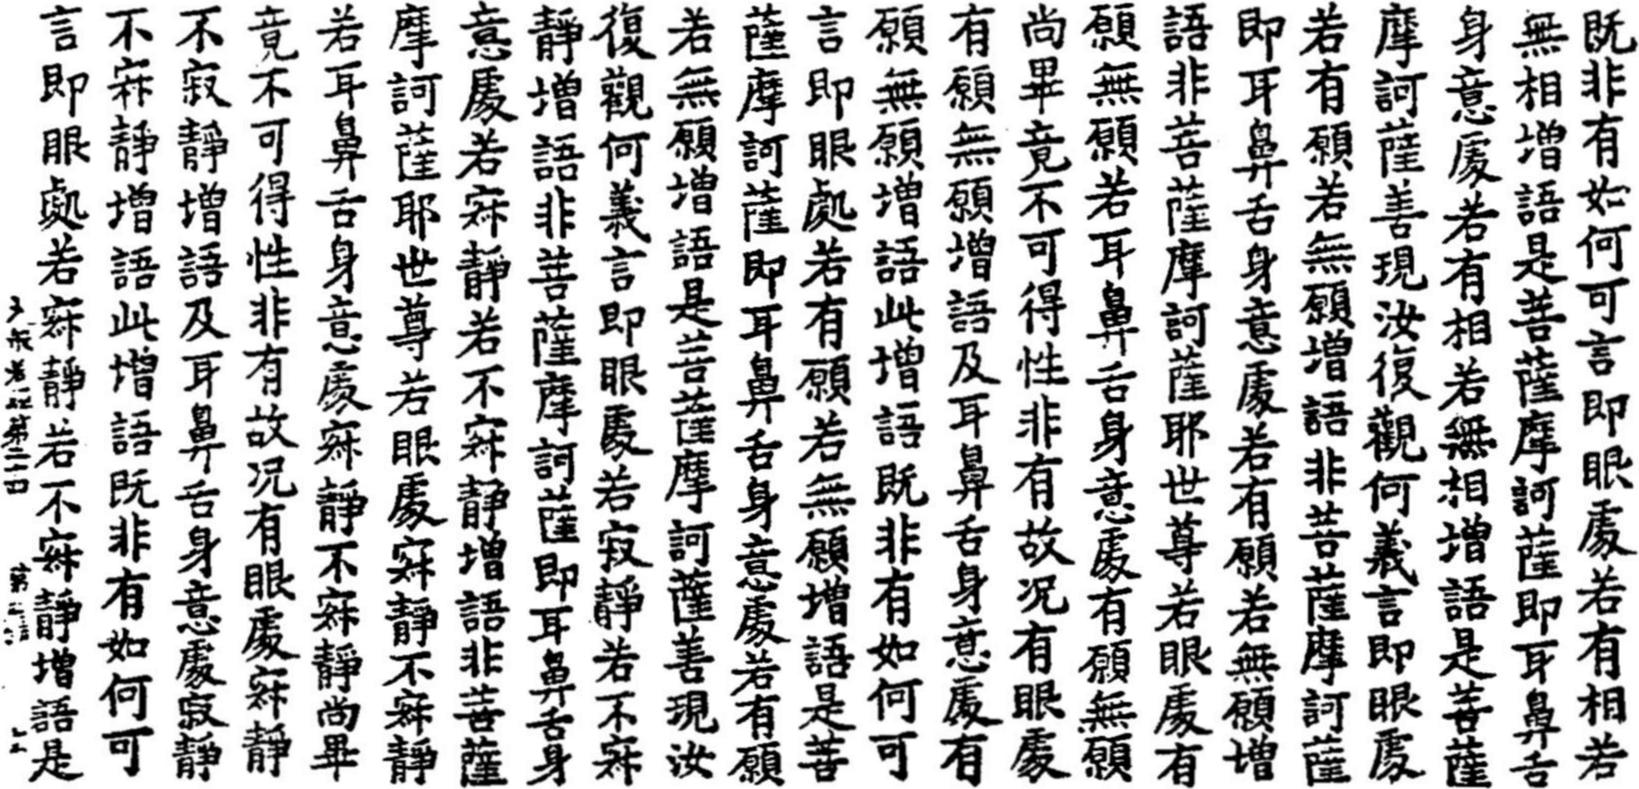 既非有如何可言即眼處若有相若
無相增語是菩薩摩訶薩即耳鼻舌
身意處若有相若無相增語是菩薩
摩訶薩善現汝復觀何義言即眼處
若有願若無願增語非菩薩摩訶薩
即耳鼻舌身意處若有願若無願增
語非菩薩摩訶薩耶世尊若眼處有
願無願若耳鼻舌身意處有願無願
尚畢竟不可得性非有故况有眼處
有願無願增語及耳鼻舌身意處有
願無願增語此增語既非有如何可
言即眼處若有願若無願增語是菩
薩摩訶薩即耳鼻舌身意處若有願
若無願增語是菩薩摩訶薩善現汝
復觀何義言即眼處若寂靜若不寂
靜增語非菩薩摩訶薩即耳鼻舌身
意處若寂靜若不寂靜增語非菩薩
摩訶薩耶世尊若眼處寂靜不寂靜
若耳鼻舌身意處寂靜不寂靜尚畢
竟不可得性非有故况有眼處寂靜
不寂靜增語及耳鼻舌身意處寂靜
不寂靜增語此增語既非有如何可
言即眼處若寂靜若不寂靜增語是
大般若經第二十四